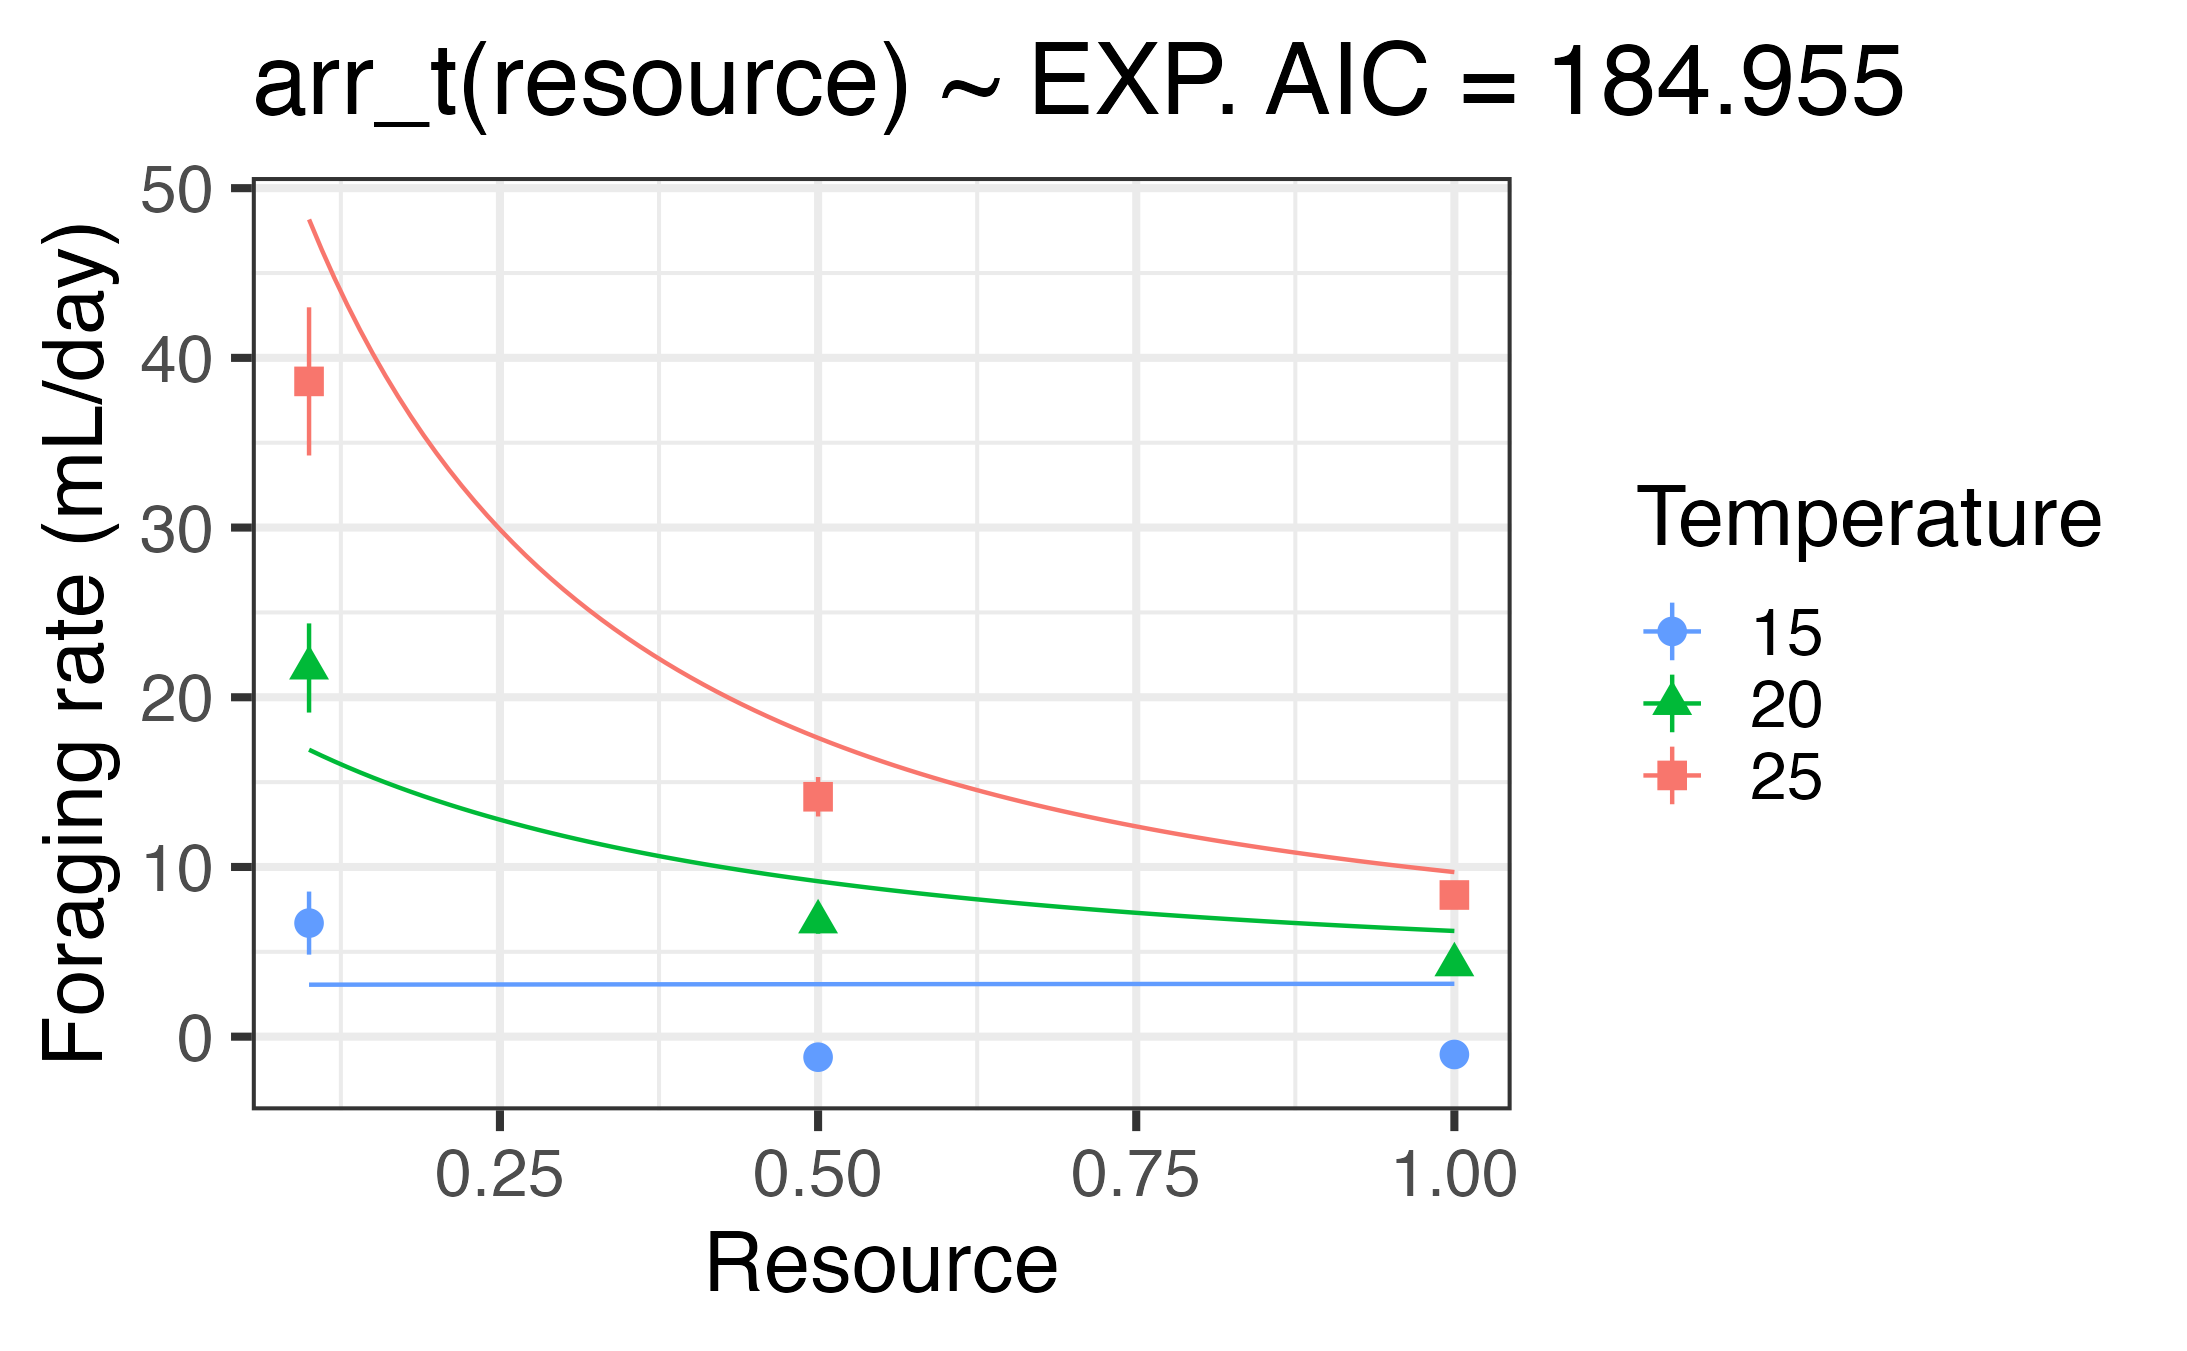 arr_t(resource) ~ EXP. AIC = 184.955
50
40
30
20
10
0
Foraging rate (mL/day)
0.25 0.50 0.75 1.00
Resource
Temperature
15
20
25